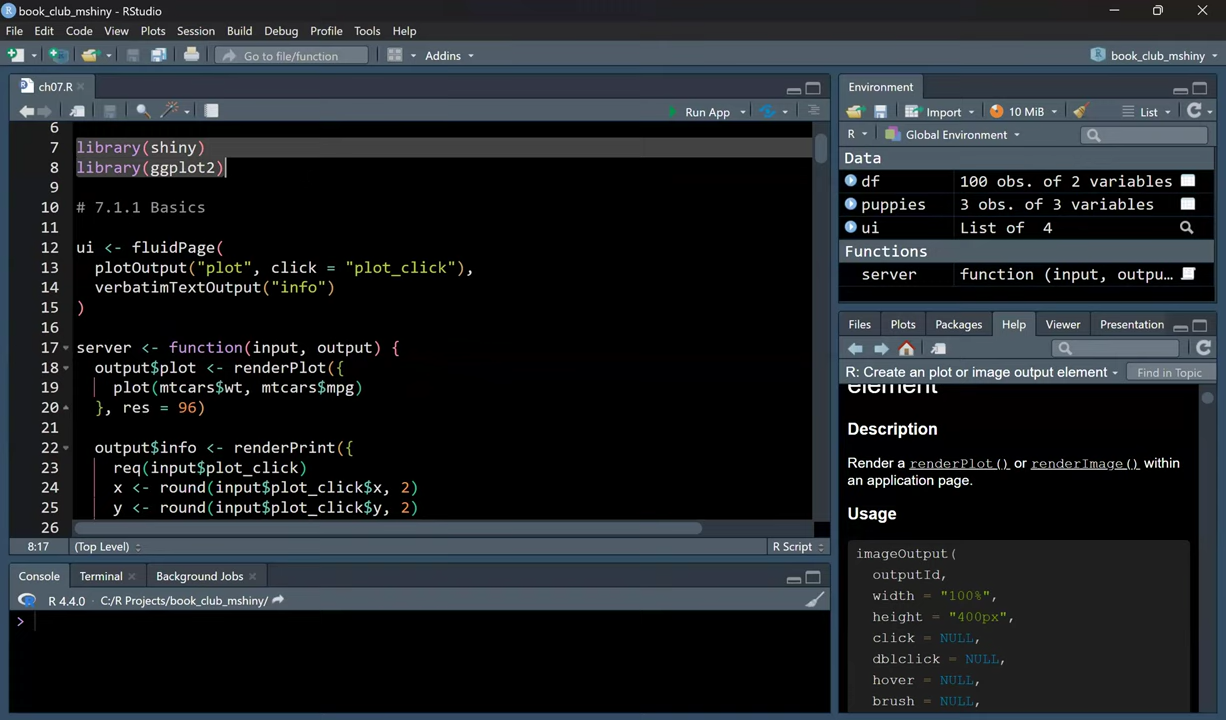 book_club_mshiny - RStudio
File Edit Code View Plots Session Build Debug Profile Tools Help
Go to file/function Addins book_club_mshiny
ch07.R
Run App
6
7 library(shiny)
8 library(ggplot2)
9
10 # 7.1.1 Basics
11
12 ui <- fluidPage(
13 plotOutput("plot", click = "plot_click"),
14 verbatimTextOutput("info")
15 )
16
17 server <- function(input, output) {
18 output$plot <- renderPlot({
19 plot(mtcars$wt, mtcars$mpg)
20 }, res = 96)
21
22 output$info <- renderPrint({
23 req(input$plot_click)
24 x <- round(input$plot_click$x, 2)
25 y <- round(input$plot_click$y, 2)
26
8:17 (Top Level) R Script
Console Terminal Background Jobs
R 4.4.0 · C:/R Projects/book_club_mshiny/
>
Environment
Import 10 MiB List
R Global Environment
Data
df 100 obs. of 2 variables
puppies 3 obs. of 3 variables
ui List of 4
Functions
server function (input, outpu...
Files Plots Packages Help Viewer Presentation
R: Create an plot or image output element Find in Topic
element
Description
Render a renderPlot() or renderImage() within
an application page.
Usage
imageOutput(
outputId,
width = "100%",
height = "400px",
click = NULL,
dblclick = NULL,
hover = NULL,
brush = NULL,